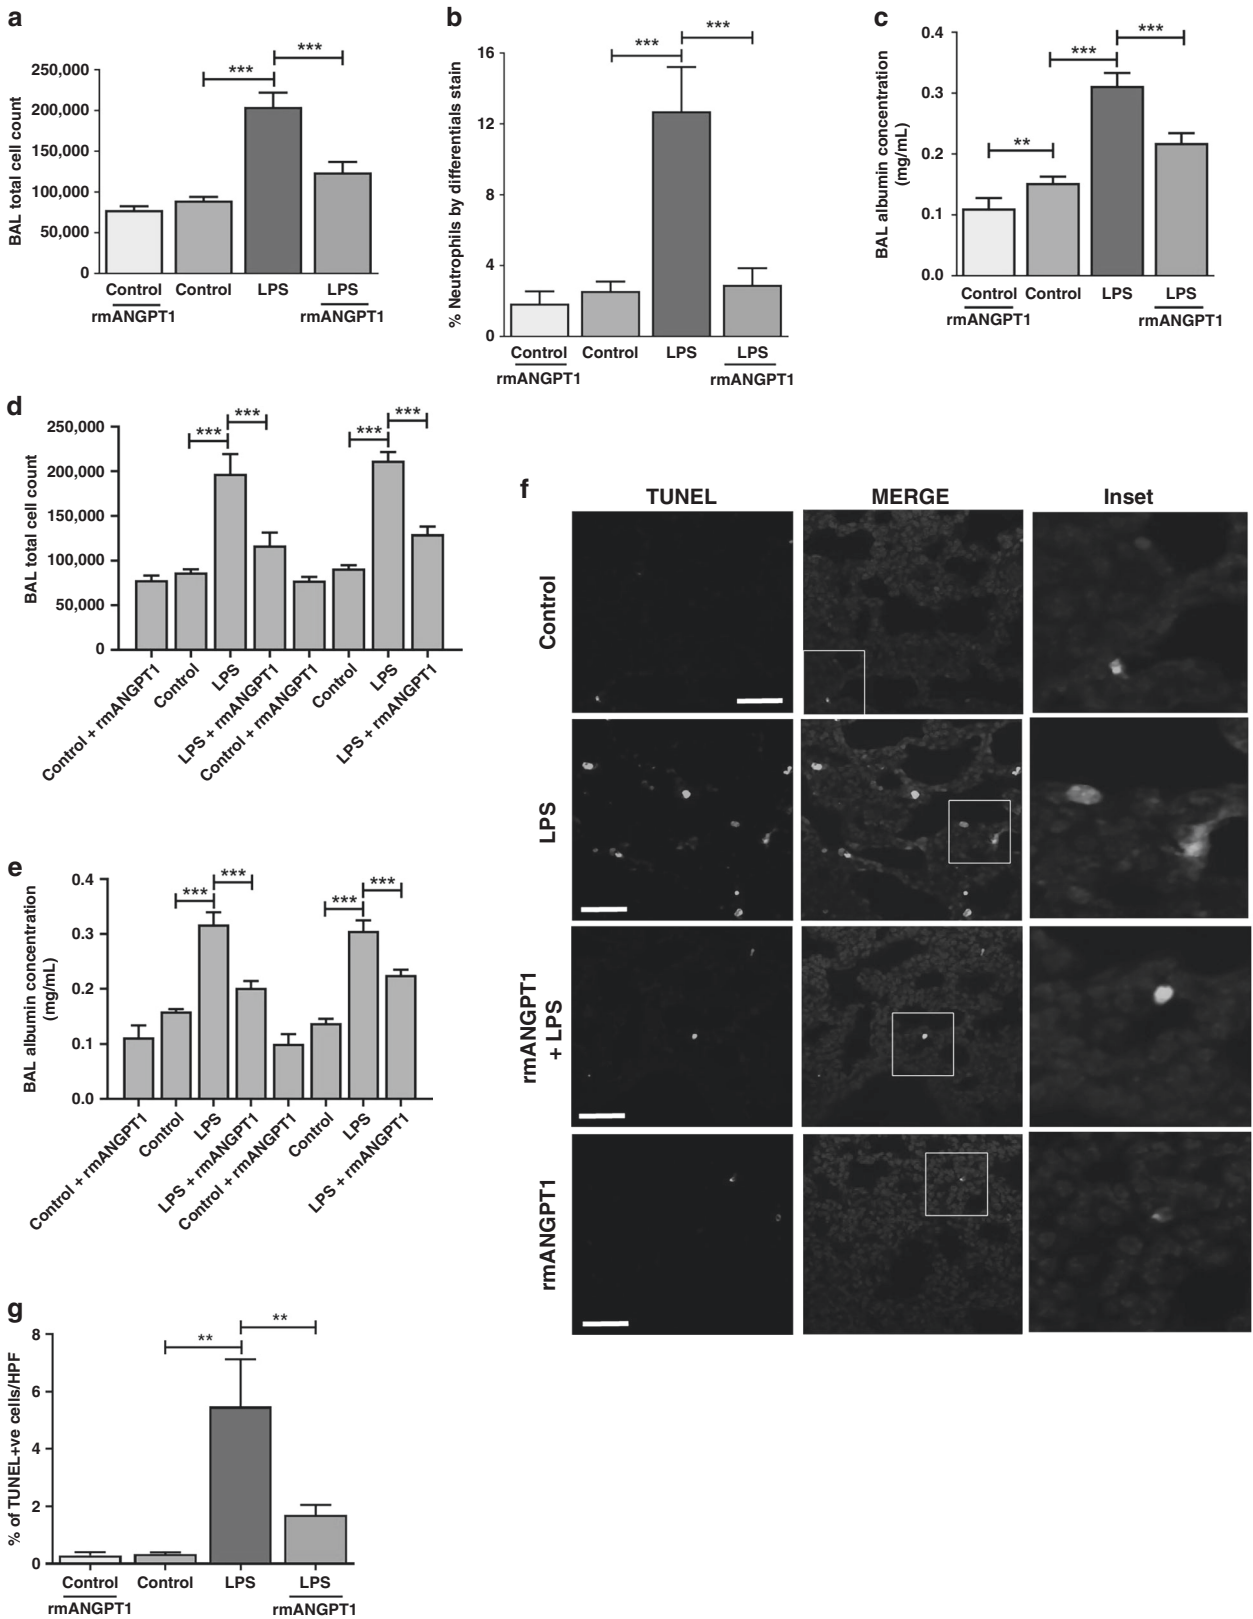 a
***
***
BAL total cell count
250,000
200,000
150,000
100,000
50,000
0
Control
Control
LPS
LPS
rmANGPT1
rmANGPT1
b
***
***
% Neutrophils by differentials stain
16
12
8
4
0
Control
Control
LPS
LPS
rmANGPT1
rmANGPT1
c
***
***
**
BAL albumin concentration
(mg/mL)
0.4
0.3
0.2
0.1
0.0
Control
Control
LPS
LPS
rmANGPT1
rmANGPT1
d
***
***
***
***
BAL total cell count
250,000
200,000
150,000
100,000
50,000
0
Control + rmANGPT1
Control
LPS
LPS + rmANGPT1
Control + rmANGPT1
Control
LPS
LPS + rmANGPT1
e
***
***
***
***
BAL albumin concentration
(mg/mL)
0.4
0.3
0.2
0.1
0.0
Control + rmANGPT1
Control
LPS
LPS + rmANGPT1
Control + rmANGPT1
Control
LPS
LPS + rmANGPT1
f
TUNEL
MERGE
Inset
Control
LPS
rmANGPT1
+ LPS
rmANGPT1
g
**
**
% of TUNEL+ve cells/HPF
8
6
4
2
0
Control
Control
LPS
LPS
rmANGPT1
rmANGPT1